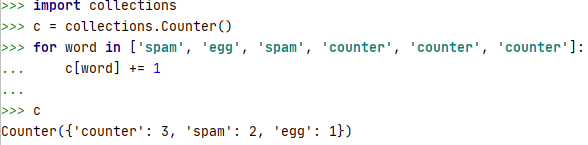 >>> import collections
>>> c = collections.Counter()
>>> for word in ['spam', 'egg', 'spam', 'counter', 'counter', 'counter']:
...     c[word] += 1
...
>>> c
Counter({'counter': 3, 'spam': 2, 'egg': 1})